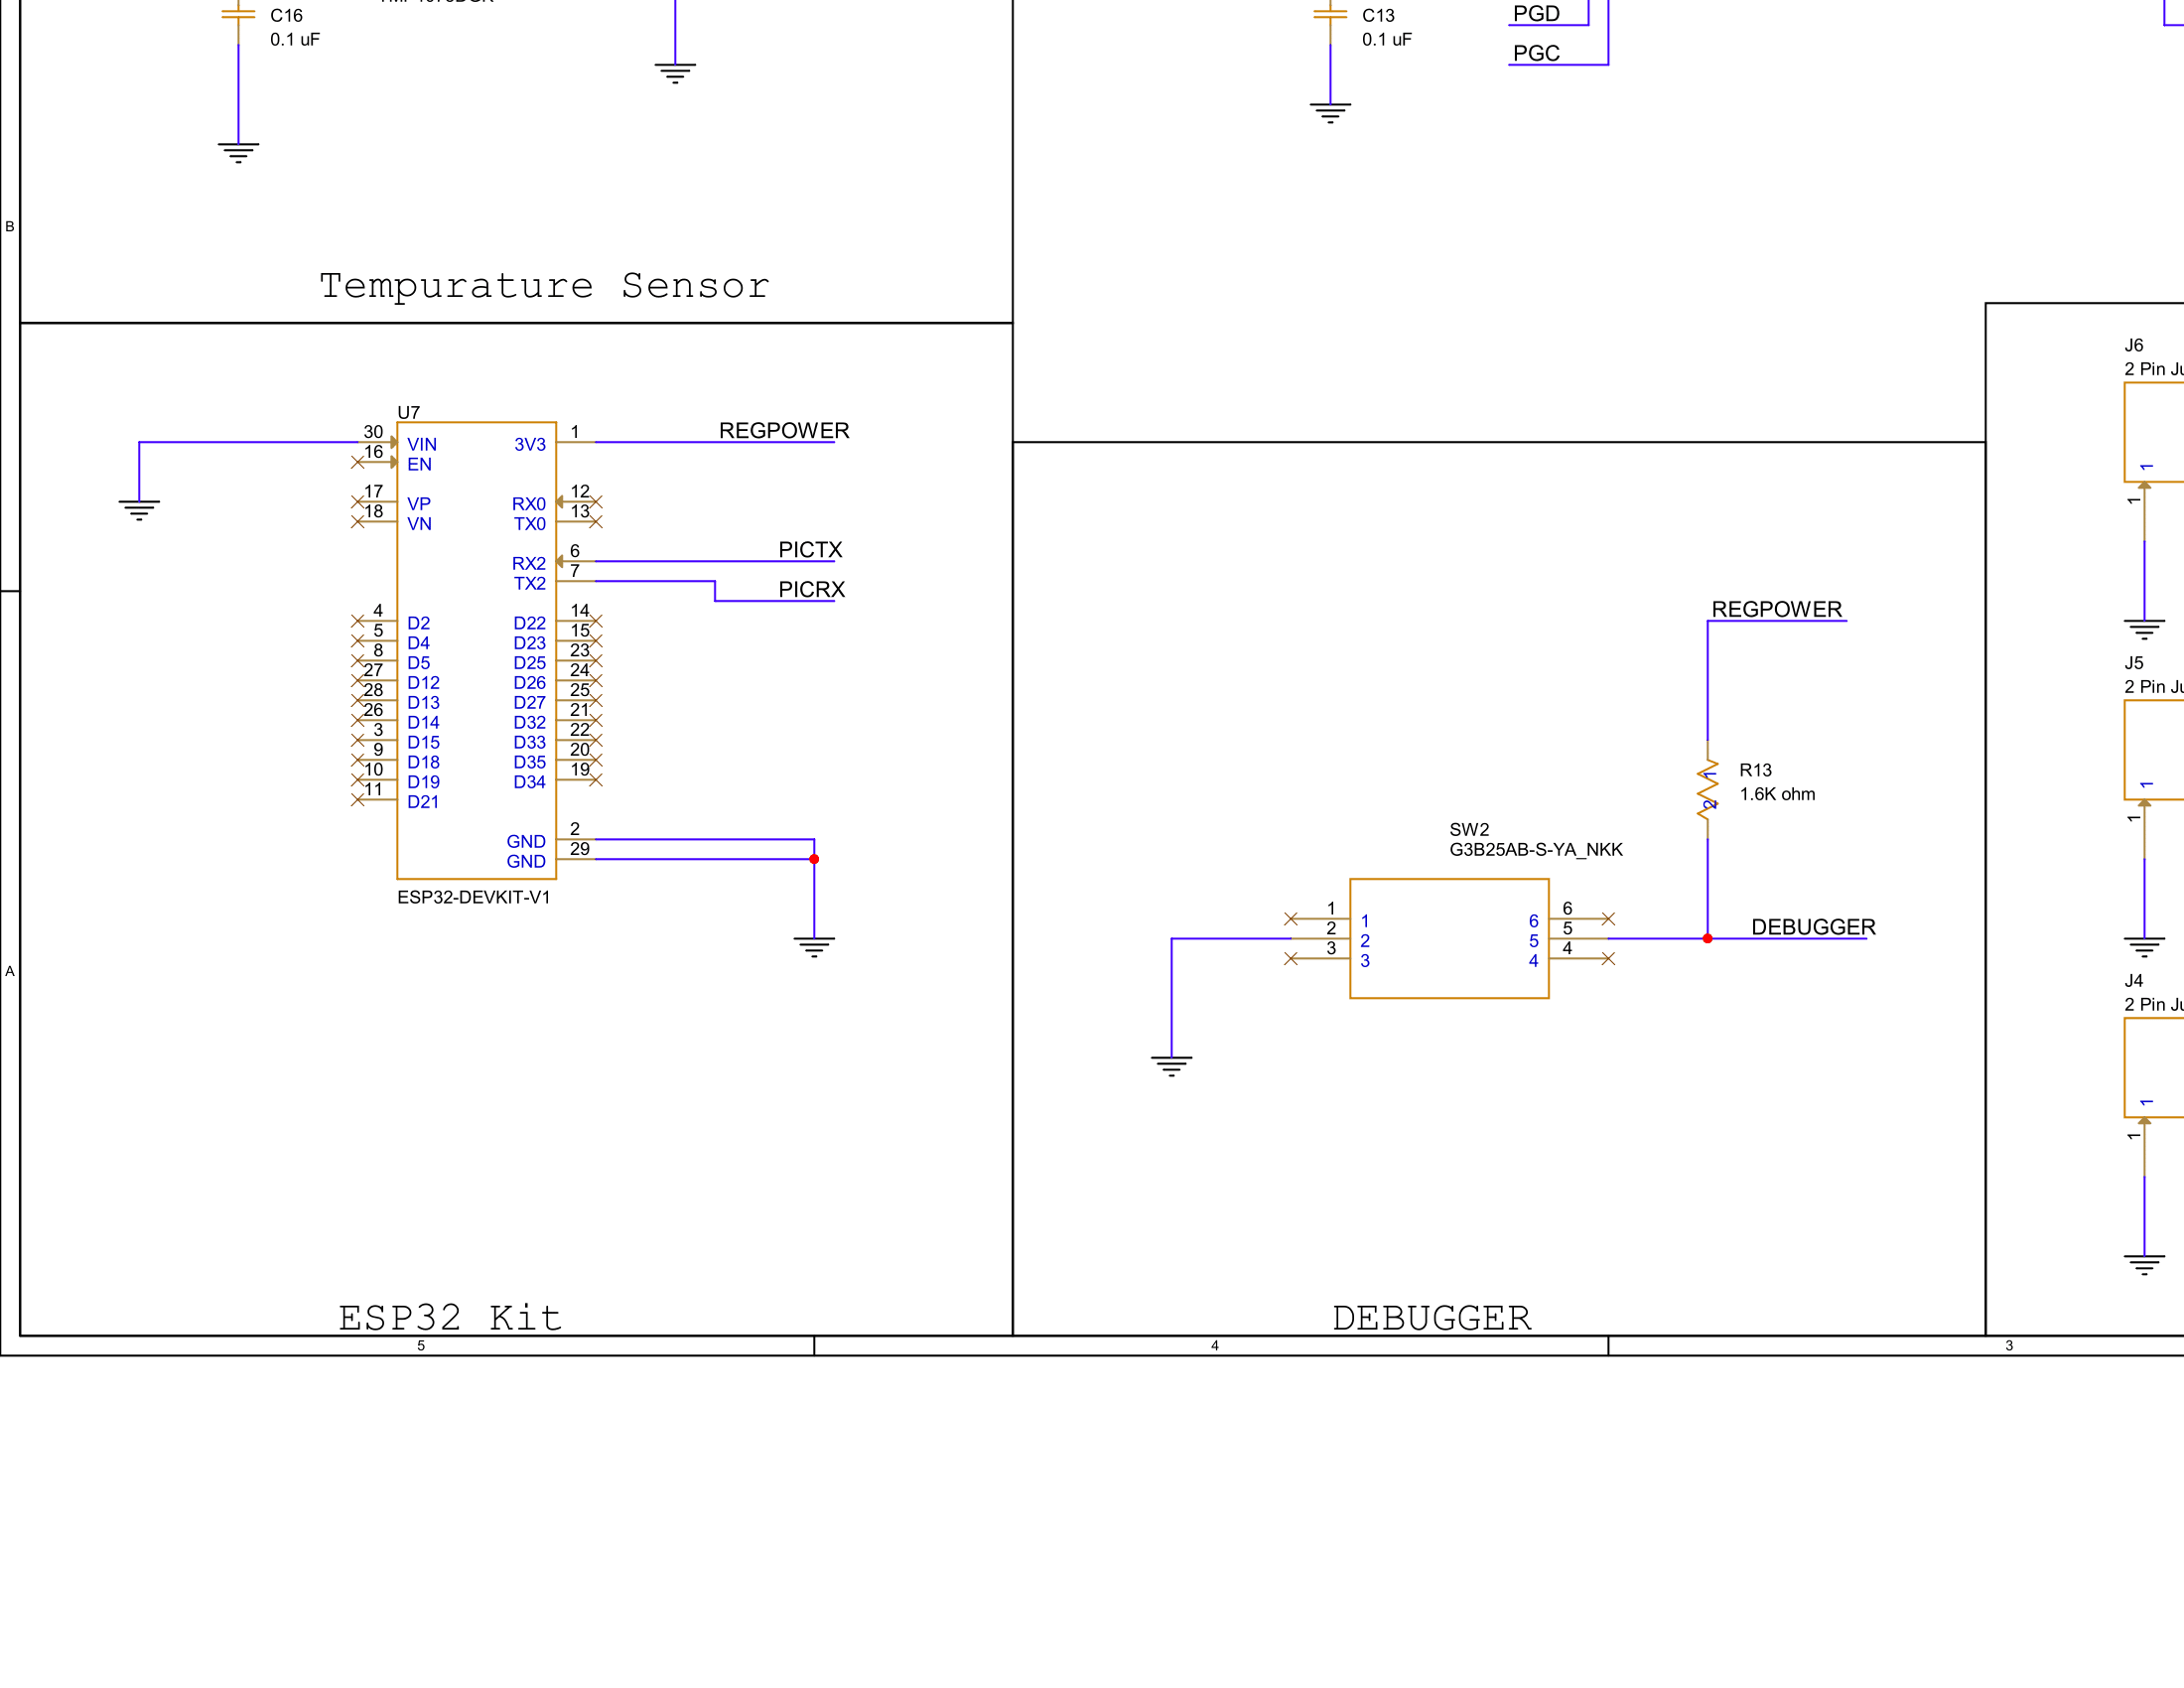 C16
0.1 uF
C13
0.1 uF
PGD
PGC
B
Tempurature Sensor
J6
2 Pin
1
1
U7
30 VIN 3V3 1 REGPOWER
16 EN
17 VP RX0 12
18 VN TX0 13
RX2 6 PICTX
TX2 7 PICRX
4 D2 D22 14
5 D4 D23 15
8 D5 D25 23
27 D12 D26 24
28 D13 D27 25
26 D14 D32 21
3 D15 D33 22
9 D18 D35 20
10 D19 D34 19
11 D21
GND 2
GND 29
ESP32-DEVKIT-V1
REGPOWER
1
2
R13
1.6K ohm
SW2
G3B25AB-S-YA_NKK
1 1 6 6
2 2 5 5 DEBUGGER
3 3 4 4
J5
2 Pin
1
1
J4
2 Pin
1
1
A
ESP32 Kit
DEBUGGER
5
4
3